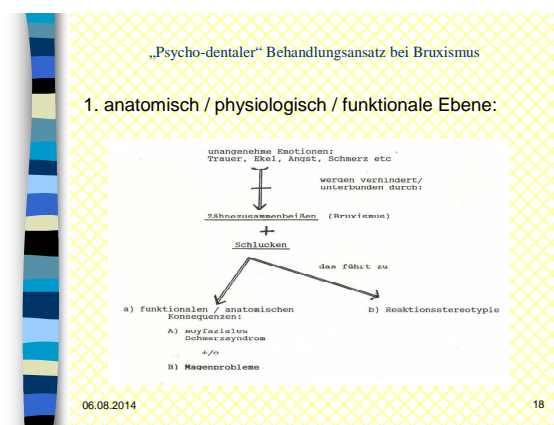 „Psycho-dentaler“ Behandlungsansatz bei Bruxismus
1. anatomisch / physiologisch / funktionale Ebene:
unangenehme Emotionen:
Trauer, Ekel, Angst, Schmerz etc
werden verhindert/
unterbunden durch:
Zähnezusammenbeißen (Bruxismus)
+
Schlucken
das führt zu
a) funktionalen / anatomischen
Konsequenzen:
b) Reaktionsstereotypie
A) moyfaziales
Schmerzsyndrom
+/o
B) Magenprobleme
06.08.2014
18